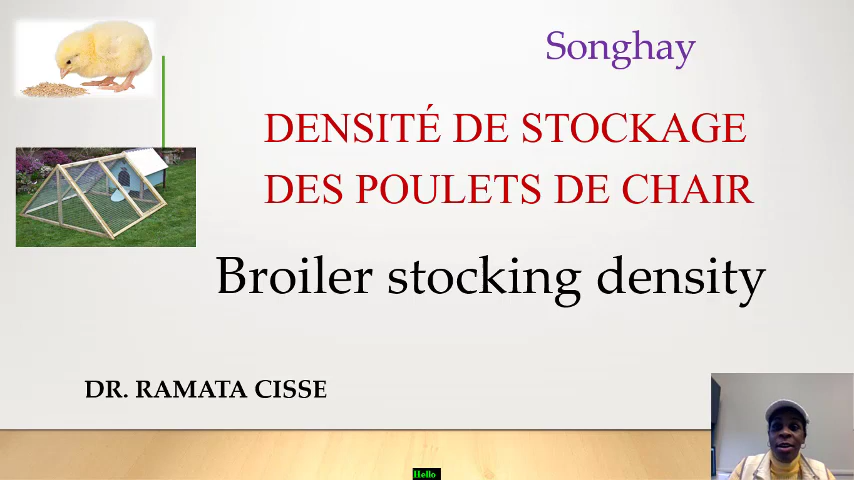 Songhay
DENSITÉ DE STOCKAGE
DES POULETS DE CHAIR
Broiler stocking density
DR. RAMATA CISSE
Hello